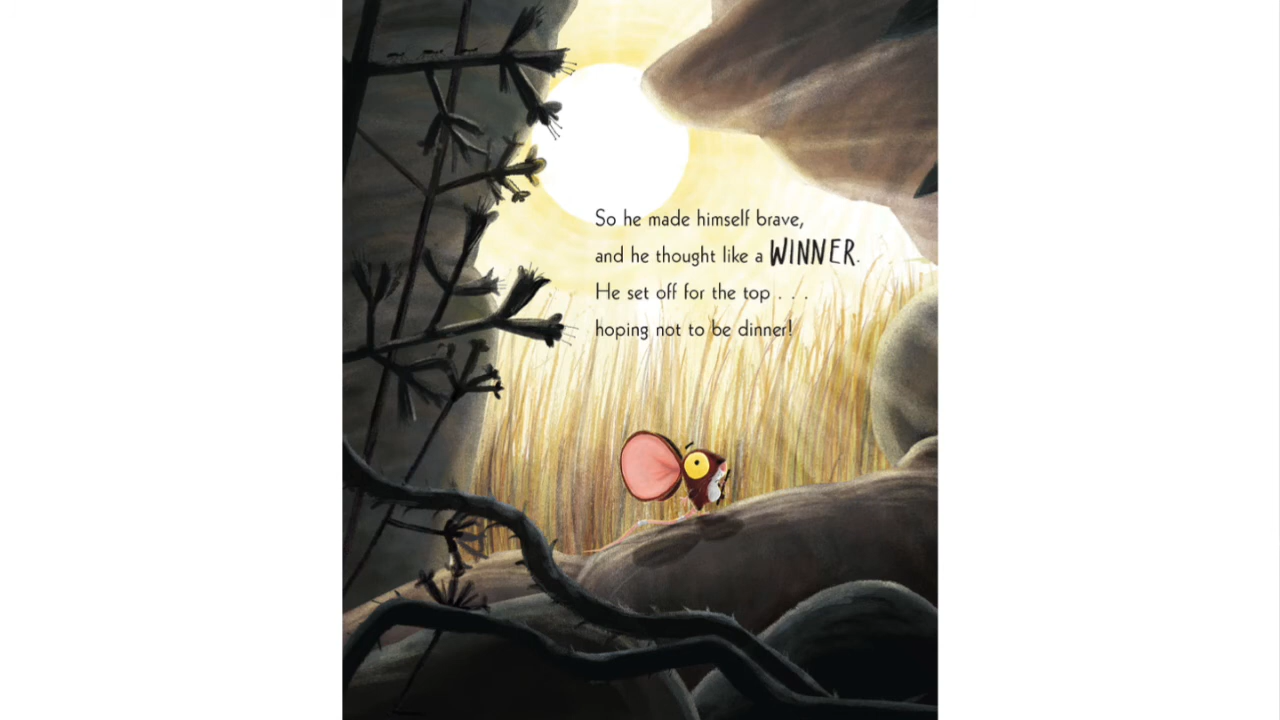 So he made himself brave,
and he thought like a WINNER.
He set off for the top . . .
hoping not to be dinner!